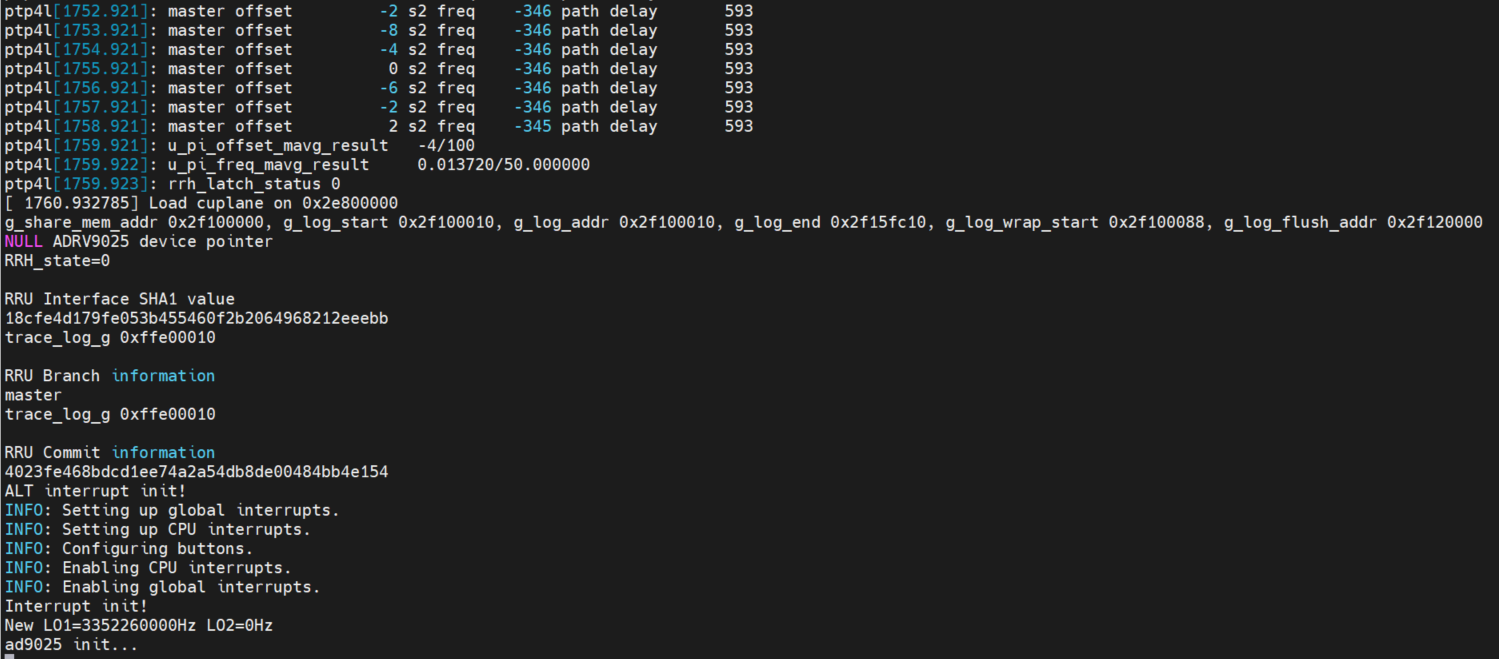 ptp4l[1752.921]: master offset         -2 s2 freq    -346 path delay       593
ptp4l[1753.921]: master offset         -8 s2 freq    -346 path delay       593
ptp4l[1754.921]: master offset         -4 s2 freq    -346 path delay       593
ptp4l[1755.921]: master offset          0 s2 freq    -346 path delay       593
ptp4l[1756.921]: master offset         -6 s2 freq    -346 path delay       593
ptp4l[1757.921]: master offset         -2 s2 freq    -346 path delay       593
ptp4l[1758.921]: master offset          2 s2 freq    -345 path delay       593
ptp4l[1759.921]: u_pi_offset_mavg_result   -4/100
ptp4l[1759.922]: u_pi_freq_mavg_result     0.013720/50.000000
ptp4l[1759.923]: rrh_latch_status 0
[ 1760.932785] Load cuplane on 0x2e800000
g_share_mem_addr 0x2f100000, g_log_start 0x2f100010, g_log_addr 0x2f100010, g_log_end 0x2f15fc10, g_log_wrap_start 0x2f100088, g_log_flush_addr 0x2f120000
NULL ADRV9025 device pointer
RRH_state=0
RRU Interface SHA1 value
18cfe4d179fe053b455460f2b2064968212eeebb
trace_log_g 0xffe00010
RRU Branch information
master
trace_log_g 0xffe00010
RRU Commit information
4023fe468bdcd1ee74a2a54db8de00484bb4e154
ALT interrupt init!
INFO: Setting up global interrupts.
INFO: Setting up CPU interrupts.
INFO: Configuring buttons.
INFO: Enabling CPU interrupts.
INFO: Enabling global interrupts.
Interrupt init!
New LO1=3352260000Hz LO2=0Hz
ad9025 init...